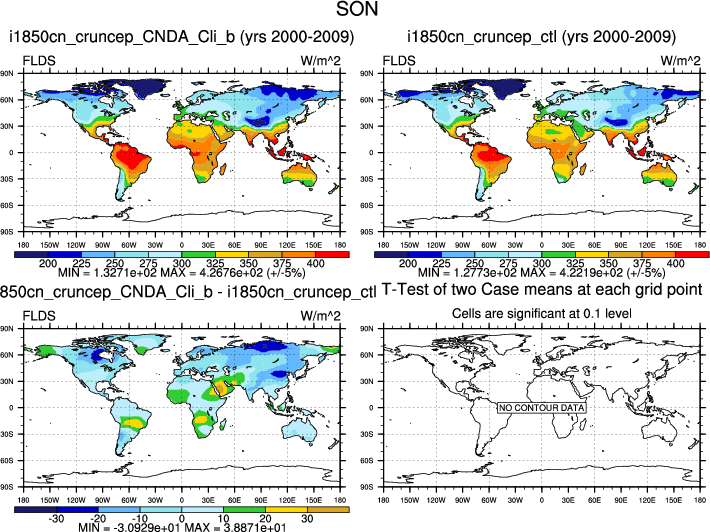 SON
i1850cn_cruncep_CNDA_Cli_b (yrs 2000-2009)
FLDS W/m^2
90N
60N
30N
0
30S
60S
90S
180 150W 120W 90W 60W 30W 0 30E 60E 90E 120E 150E 180
200 225 250 275 300 325 350 375 400
MIN = 1.3271e+02 MAX = 4.2676e+02 (+/-5%)
i1850cn_cruncep_ctl (yrs 2000-2009)
FLDS W/m^2
90N
60N
30N
0
30S
60S
90S
180 150W 120W 90W 60W 30W 0 30E 60E 90E 120E 150E 180
200 225 250 275 300 325 350 375 400
MIN = 1.2773e+02 MAX = 4.2219e+02 (+/-5%)
850cn_cruncep_CNDA_Cli_b - i1850cn_cruncep_ctl
FLDS W/m^2
90N
60N
30N
0
30S
60S
90S
180 150W 120W 90W 60W 30W 0 30E 60E 90E 120E 150E 180
-30 -20 -10 0 10 20 30
MIN = -3.0929e+01 MAX = 3.8871e+01
T-Test of two Case means at each grid point
Cells are significant at 0.1 level
90N
60N
30N
0
30S
60S
90S
NO CONTOUR DATA
180 150W 120W 90W 60W 30W 0 30E 60E 90E 120E 150E 180